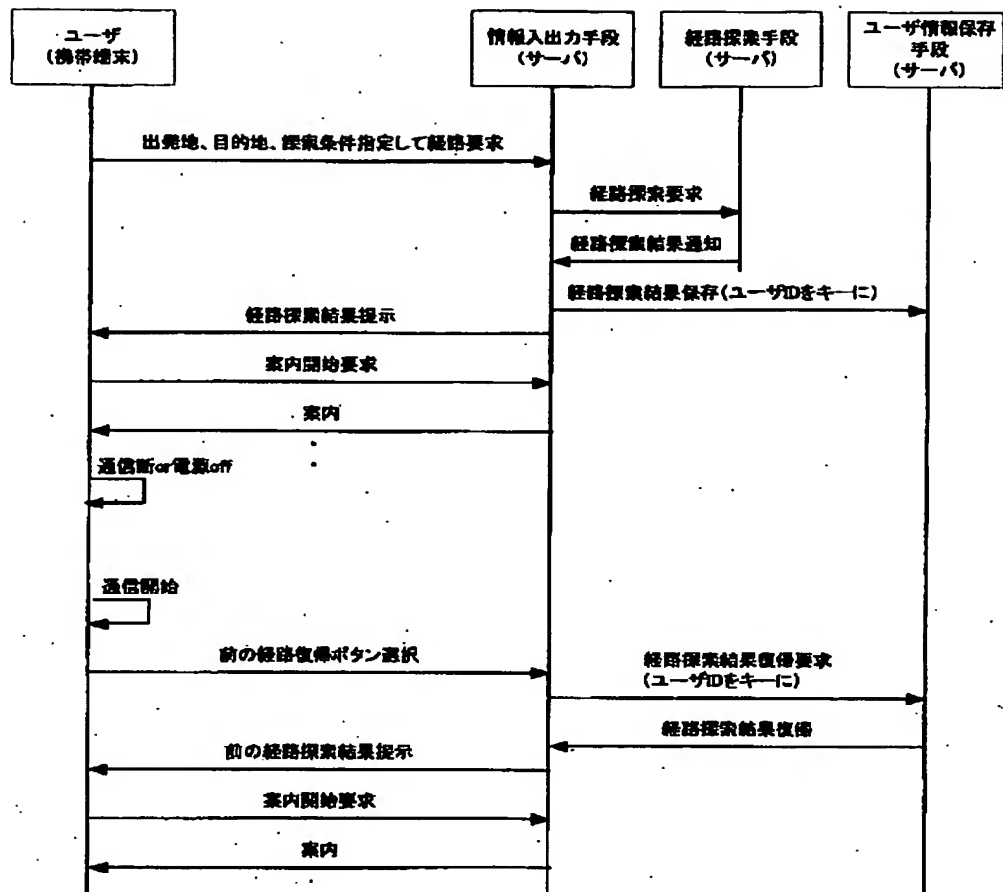 ユーザ
(携帯端末)
情報入出力手段
(サーバ)
経路探索手段
(サーバ)
ユーザ情報保存
手段
(サーバ)
出発地、目的地、探索条件指定して経路要求
経路探索要求
経路探索結果通知
経路探索結果保存(ユーザIDをキーに)
経路探索結果提示
案内開始要求
案内
通信断or電源off
通信開始
前の経路復帰ボタン選択
経路探索結果復帰要求
(ユーザIDをキーに)
経路探索結果復帰
前の経路探索結果提示
案内開始要求
案内